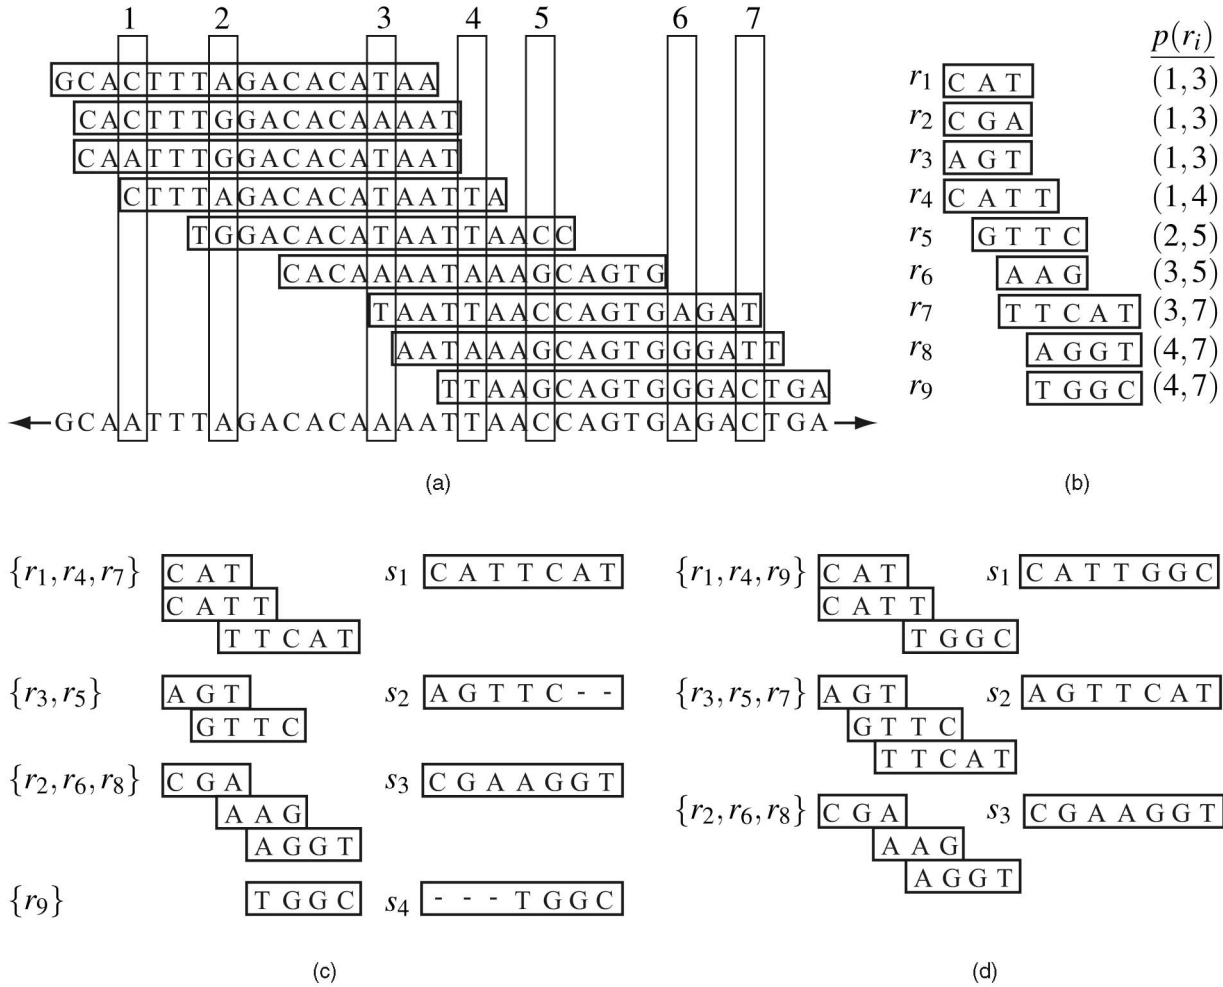 1 2 3 4 5 6 7
GCACTTTAGACACATAA
CACTTTGGACACAAAAT
CAATTTGGACACATAAT
CTTTAGACACATAATTA
TGGACACATAATTAACC
CACAAAATAAAGCAGTG
TAATTAACCAGTGAGAT
AATAAAGCAGTGGGATT
TTAAGCAGTGGGACTGA
GCAATTTAGACACAAAATTAACCAGTGAGACTGA
(a)
p(ri)
r1 CAT (1,3)
r2 CGA (1,3)
r3 AGT (1,3)
r4 CATT (1,4)
r5 GTTC (2,5)
r6 AAG (3,5)
r7 TTCAT (3,7)
r8 AGGT (4,7)
r9 TGGC (4,7)
(b)
{r1, r4, r7} CAT s1 CATTCAT
CATT
TTCAT
{r3, r5} AGT s2 AGTTC--
GTTC
{r2, r6, r8} CGA s3 CGAAGGT
AAG
AGGT
{r9} TGGC s4 ---TGGC
(c)
{r1, r4, r9} CAT s1 CATTGGC
CATT
TGGC
{r3, r5, r7} AGT s2 AGTTCAT
GTTC
TTCAT
{r2, r6, r8} CGA s3 CGAAGGT
AAG
AGGT
(d)